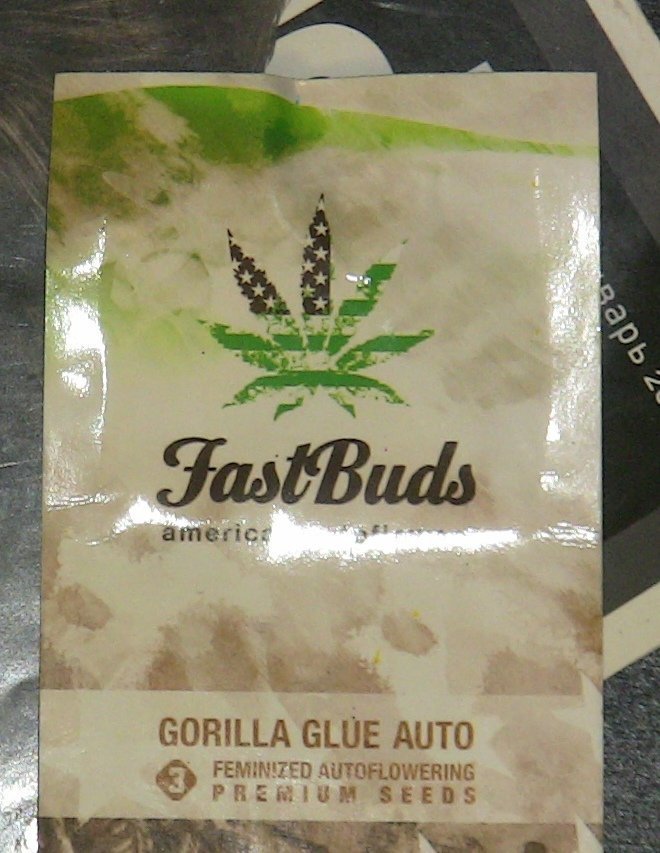 FastBuds
GORILLA GLUE AUTO
3
FEMINIZED AUTOFLOWERING
PREMIUM SEEDS